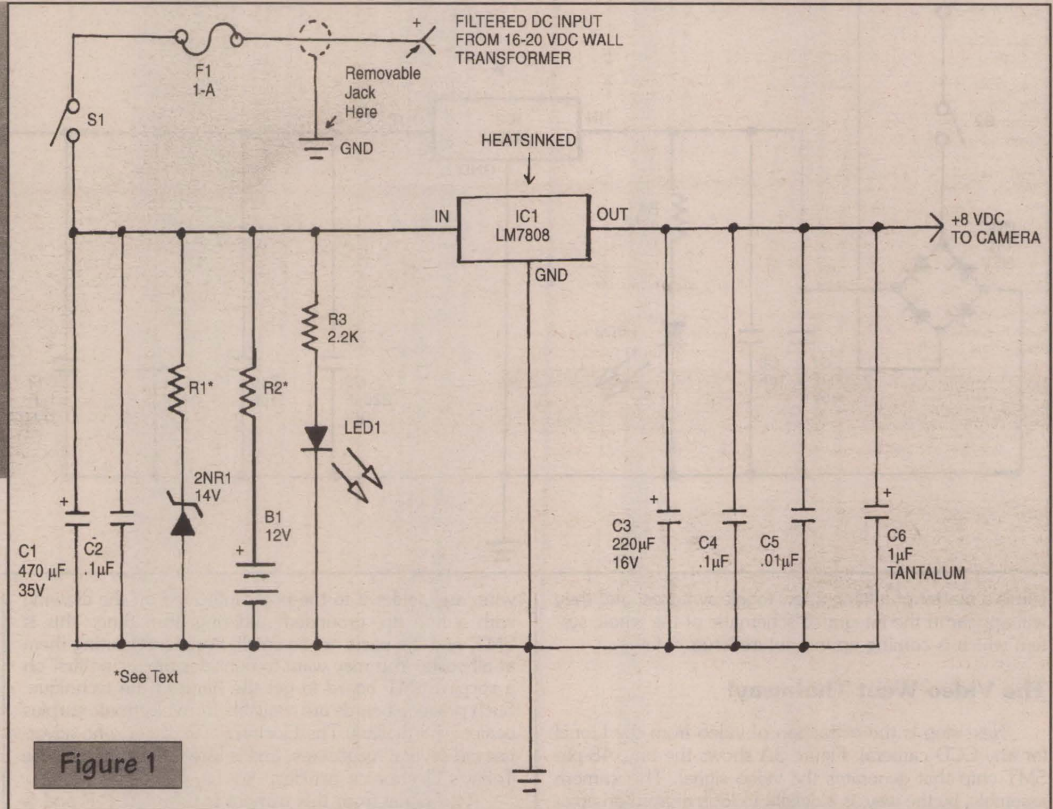 FILTERED DC INPUT
FROM 16-20 VDC WALL
TRANSFORMER
+
F1
1-A
Removable
Jack
Here
GND
S1
HEATSINKED
IN
IC1
LM7808
OUT
GND
+8 VDC
TO CAMERA
R3
2.2K
R1*
R2*
LED1
2NR1
14V
B1
12V
+
+
C1
470 µF
35V
C2
.1µF
+
C3
220µF
16V
C4
.1µF
C5
.01µF
+
C6
1µF
TANTALUM
*See Text
Figure 1